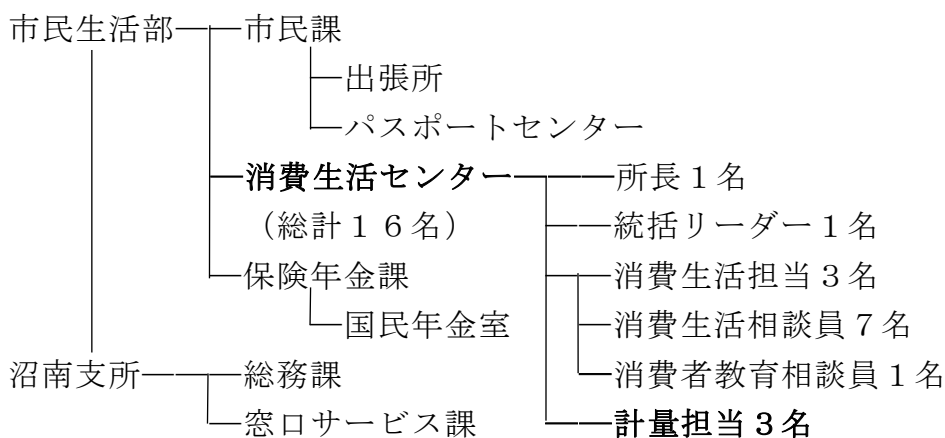 市民生活部 市民課
出張所
パスポートセンター
消費生活センター 所長1名
(総計16名) 統括リーダー1名
保険年金課 消費生活担当3名
国民年金室 消費生活相談員7名
沼南支所 総務課 消費者教育相談員1名
窓口サービス課 計量担当3名